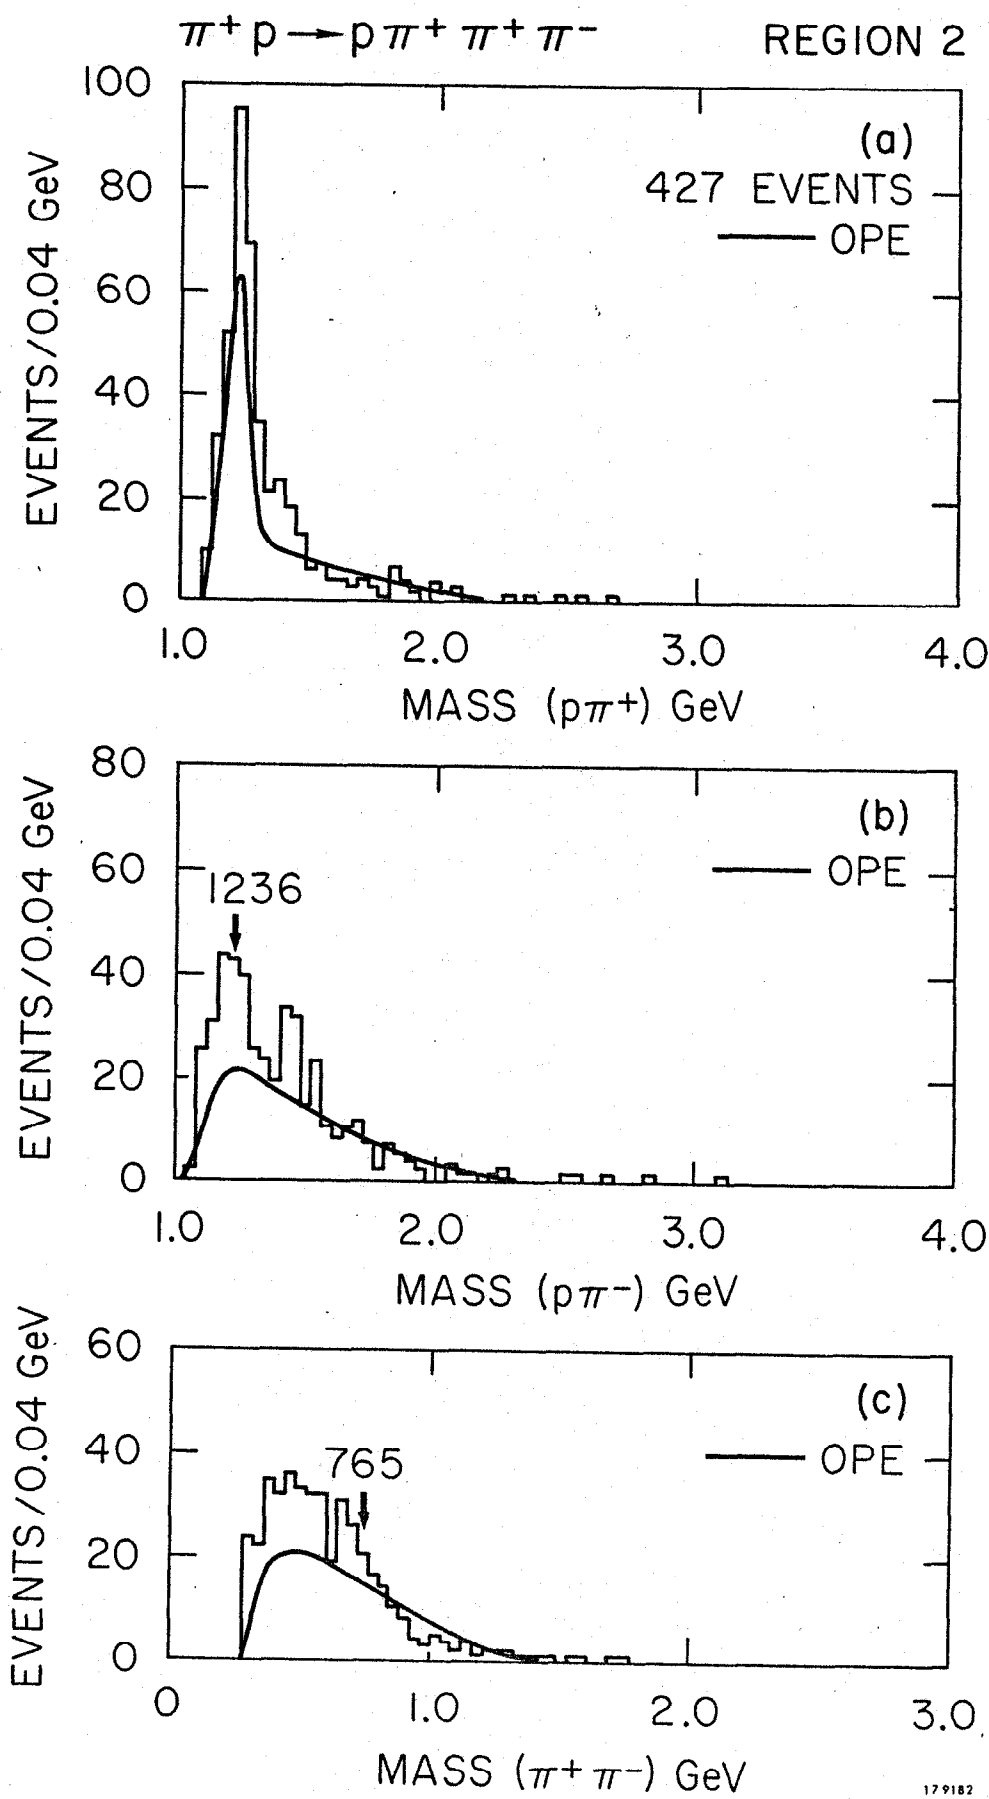 π⁺p → pπ⁺π⁺π⁻ REGION 2
100
80
60
40
20
0
EVENTS/0.04 GeV
(a)
427 EVENTS
OPE
1.0 2.0 3.0 4.0
MASS (pπ⁺) GeV
80
60
40
20
0
EVENTS/0.04 GeV
(b)
OPE
1236
1.0 2.0 3.0 4.0
MASS (pπ⁻) GeV
60
40
20
0
EVENTS/0.04 GeV
(c)
OPE
765
0 1.0 2.0 3.0
MASS (π⁺π⁻) GeV
179182